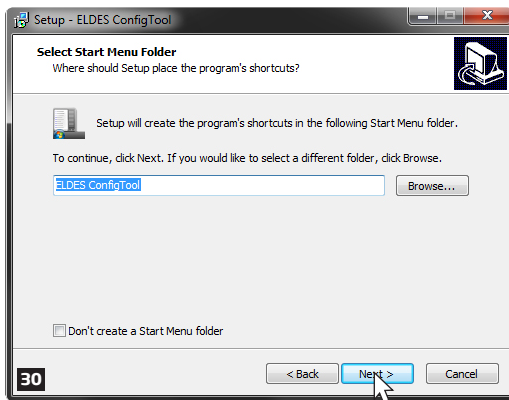 Setup - ELDES ConfigTool
Select Start Menu Folder
Where should Setup place the program's shortcuts?
Setup will create the program's shortcuts in the following Start Menu folder.
To continue, click Next. If you would like to select a different folder, click Browse.
ELDES ConfigTool
Browse...
Don't create a Start Menu folder
30
< Back
Next >
Cancel